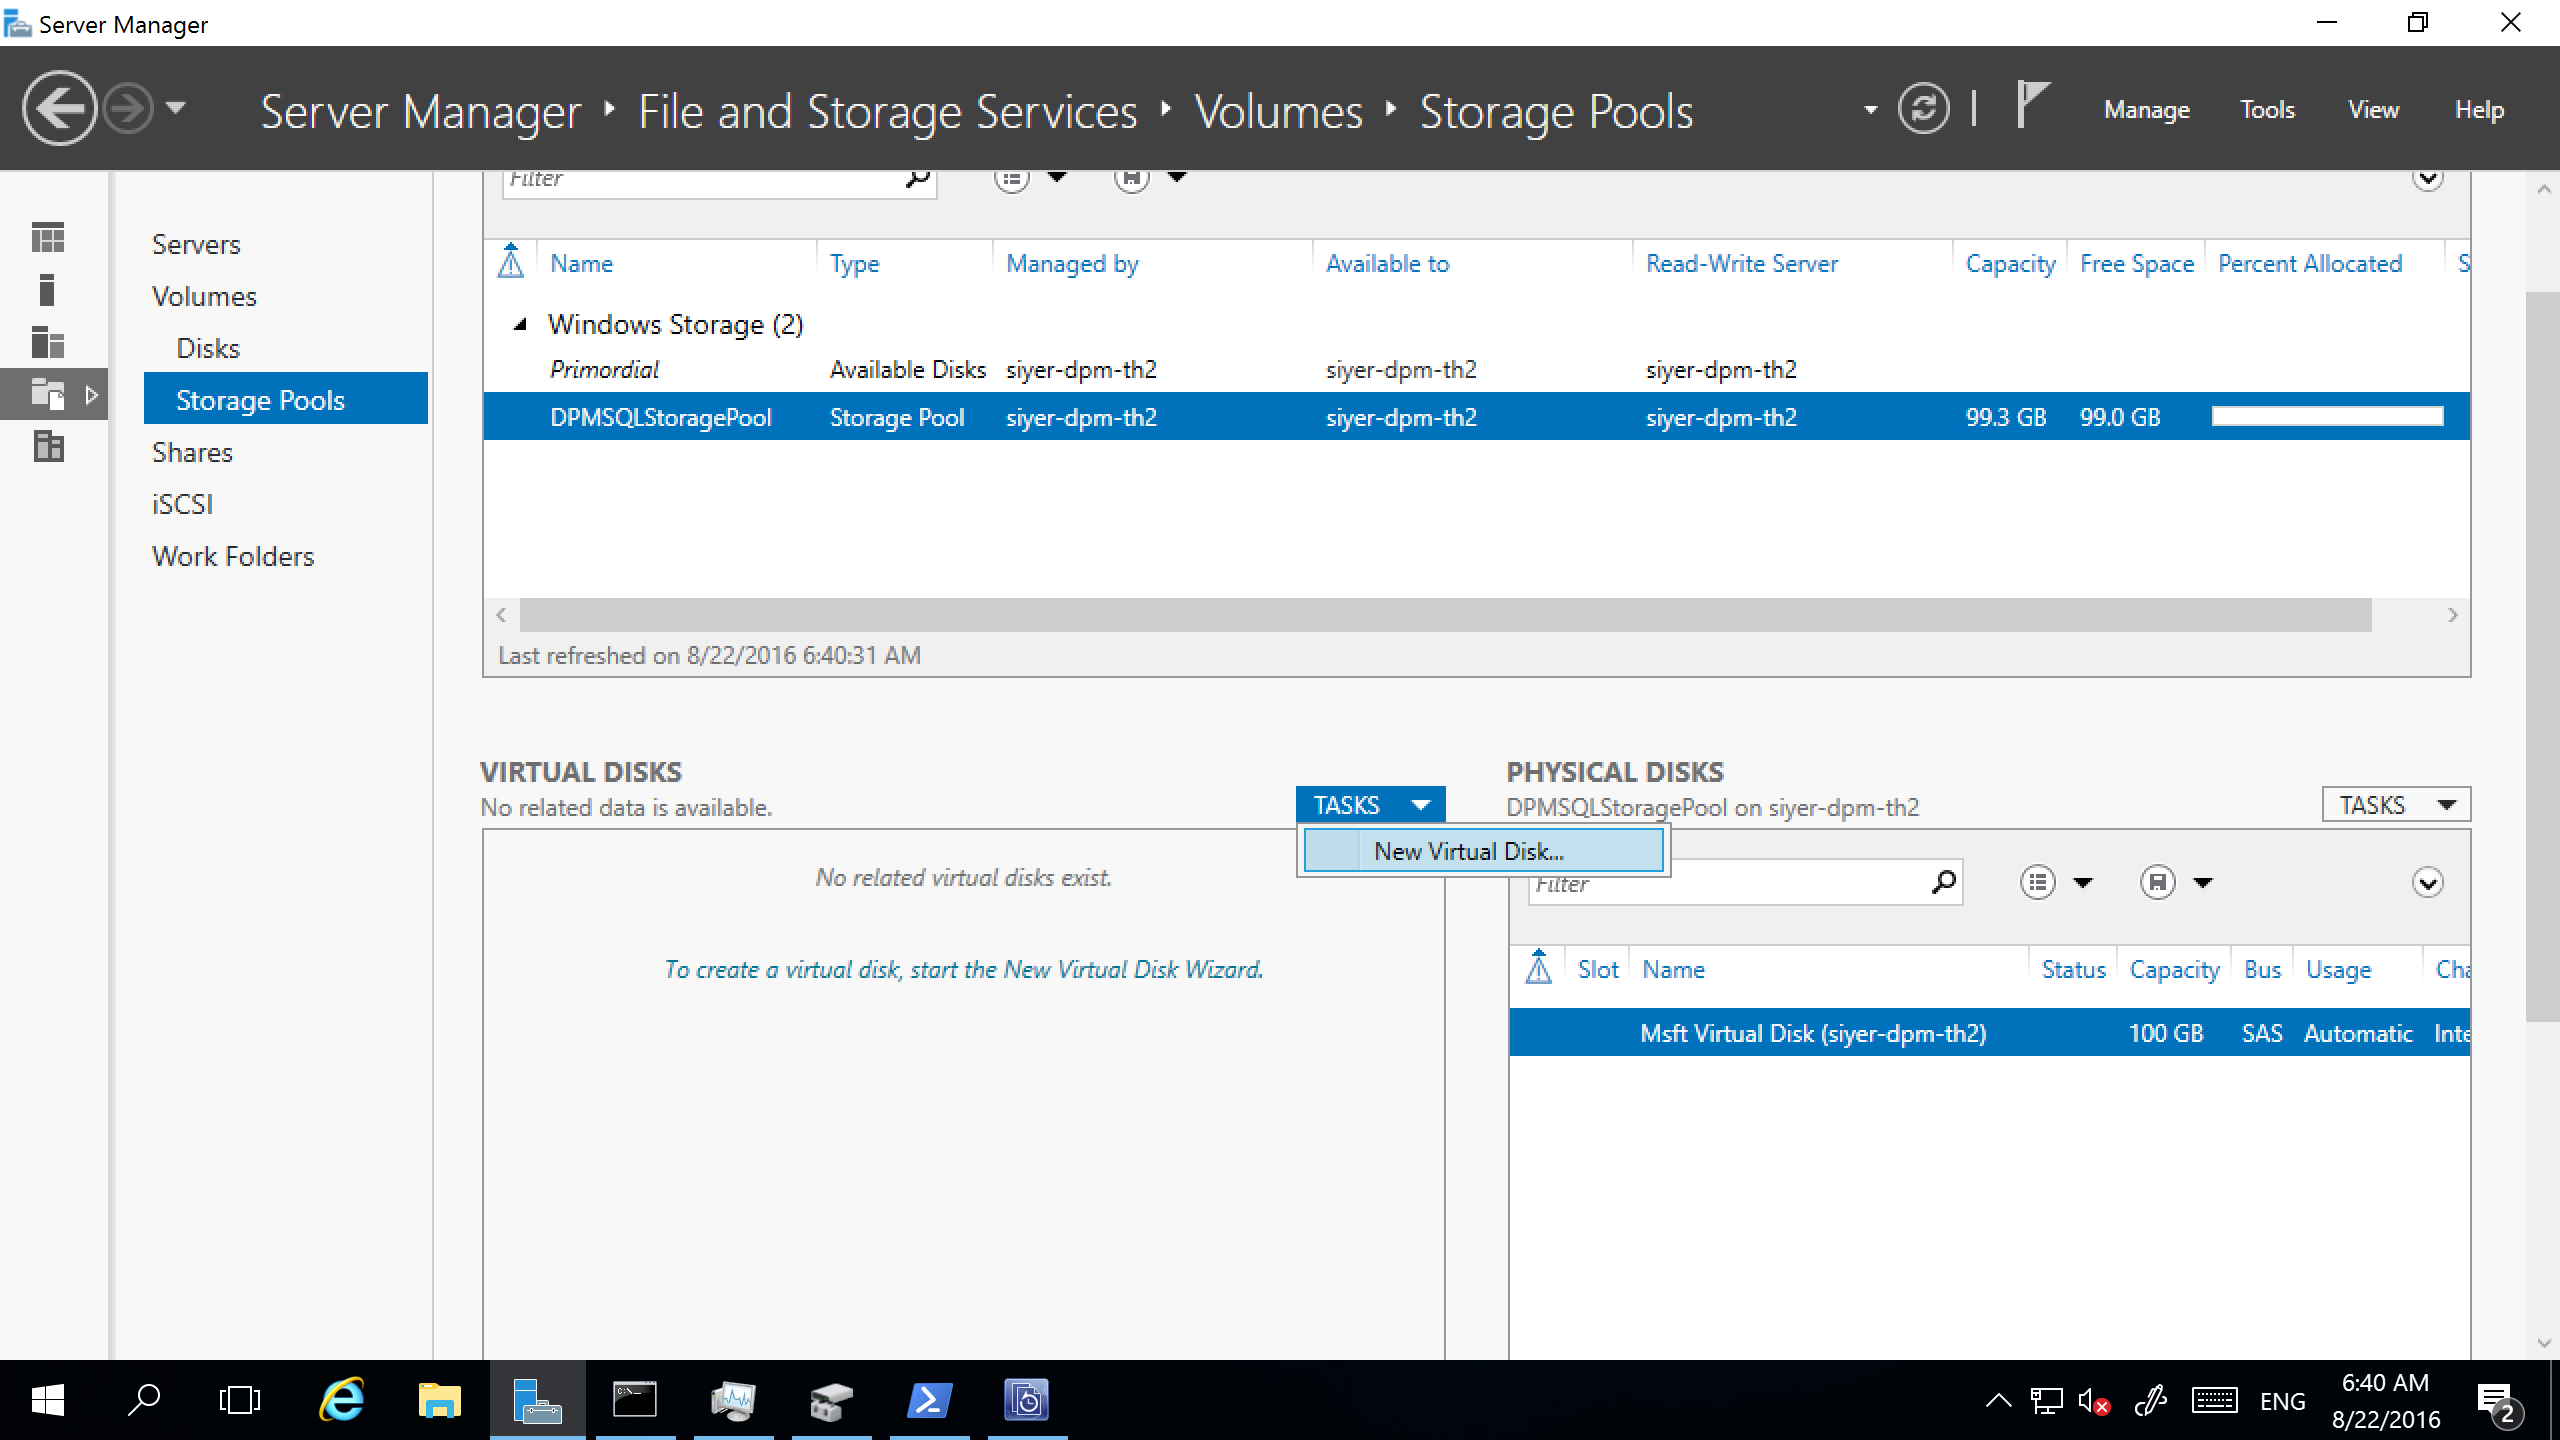 Server Manager
Server Manager ‣ File and Storage Services ‣ Volumes ‣ Storage Pools
Manage Tools View Help
Servers
Volumes
Disks
Storage Pools
Shares
iSCSI
Work Folders
Filter
Name Type Managed by Available to Read-Write Server Capacity Free Space Percent Allocated S
Windows Storage (2)
Primordial Available Disks siyer-dpm-th2 siyer-dpm-th2 siyer-dpm-th2
DPMSQLStoragePool Storage Pool siyer-dpm-th2 siyer-dpm-th2 siyer-dpm-th2 99.3 GB 99.0 GB
Last refreshed on 8/22/2016 6:40:31 AM
VIRTUAL DISKS
No related data is available.
TASKS
New Virtual Disk...
No related virtual disks exist.
To create a virtual disk, start the New Virtual Disk Wizard.
PHYSICAL DISKS
DPMSQLStoragePool on siyer-dpm-th2
TASKS
Filter
Slot Name Status Capacity Bus Usage Cha
Msft Virtual Disk (siyer-dpm-th2) 100 GB SAS Automatic Inte
ENG
6:40 AM
8/22/2016
2